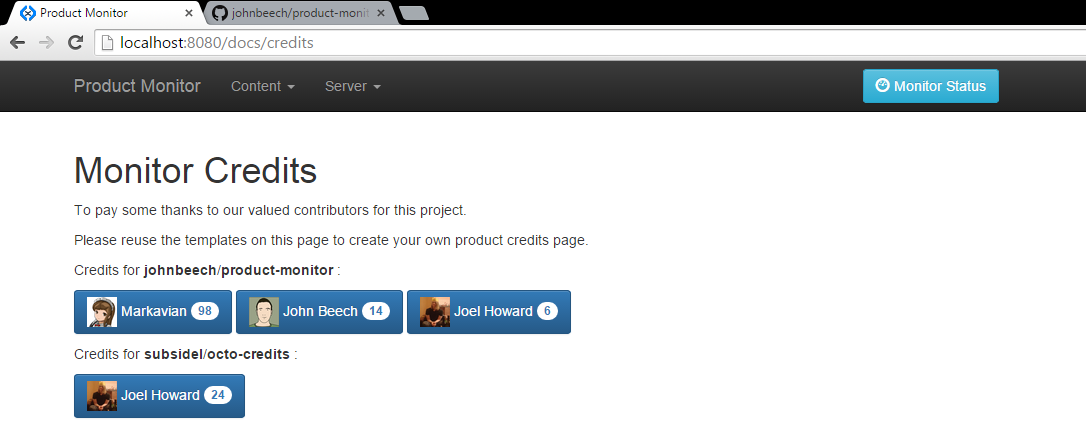 Product Monitor
johnbeech/product-monit
localhost:8080/docs/credits
Product Monitor Content Server Monitor Status
Monitor Credits
To pay some thanks to our valued contributors for this project.
Please reuse the templates on this page to create your own product credits page.
Credits for johnbeech/product-monitor :
Markavian 98 John Beech 14 Joel Howard 6
Credits for subsidel/octo-credits :
Joel Howard 24